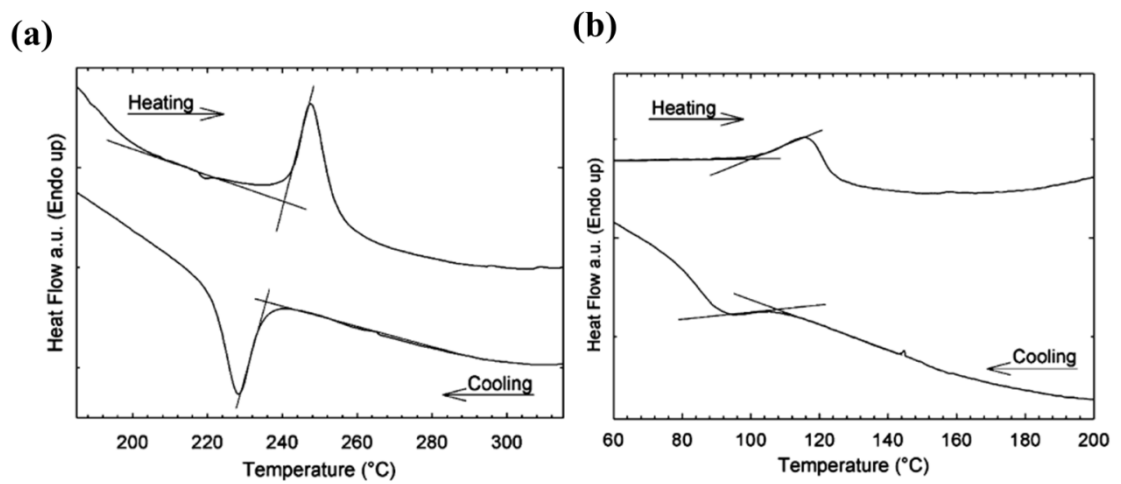 (a)
Heating
Heat Flow a.u. (Endo up)
Cooling
200 220 240 260 280 300
Temperature (°C)
(b)
Heating
Heat Flow a.u. (Endo up)
Cooling
60 80 100 120 140 160 180 200
Temperature (°C)